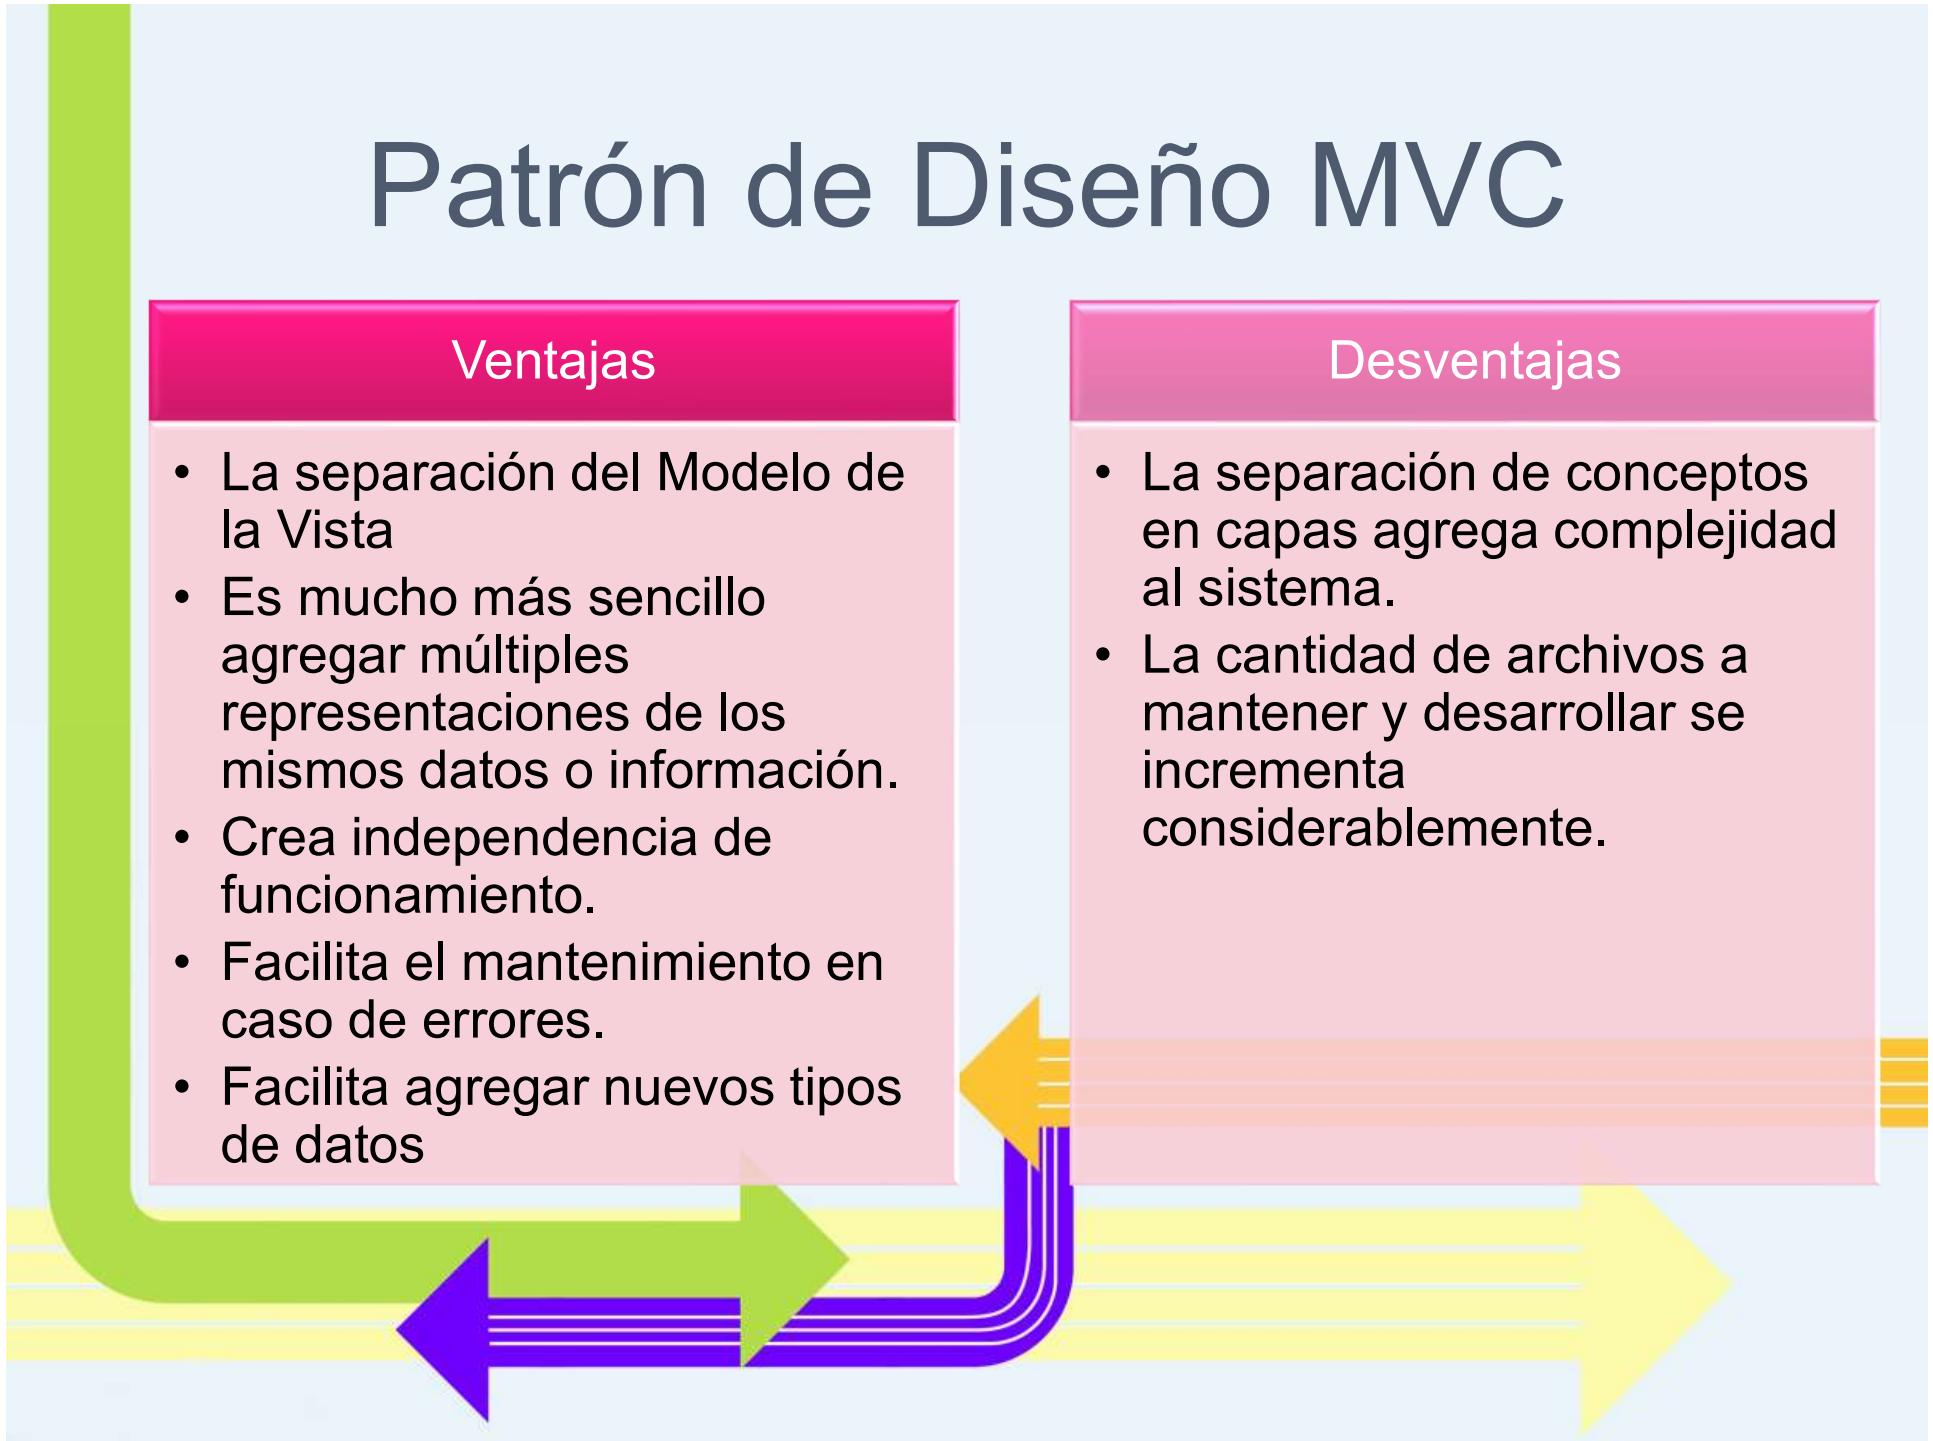 Patrón de Diseño MVC
Ventajas
• La separación del Modelo de
la Vista
• Es mucho más sencillo
agregar múltiples
representaciones de los
mismos datos o información.
• Crea independencia de
funcionamiento.
• Facilita el mantenimiento en
caso de errores.
• Facilita agregar nuevos tipos
de datos
Desventajas
• La separación de conceptos
en capas agrega complejidad
al sistema.
• La cantidad de archivos a
mantener y desarrollar se
incrementa
considerablemente.